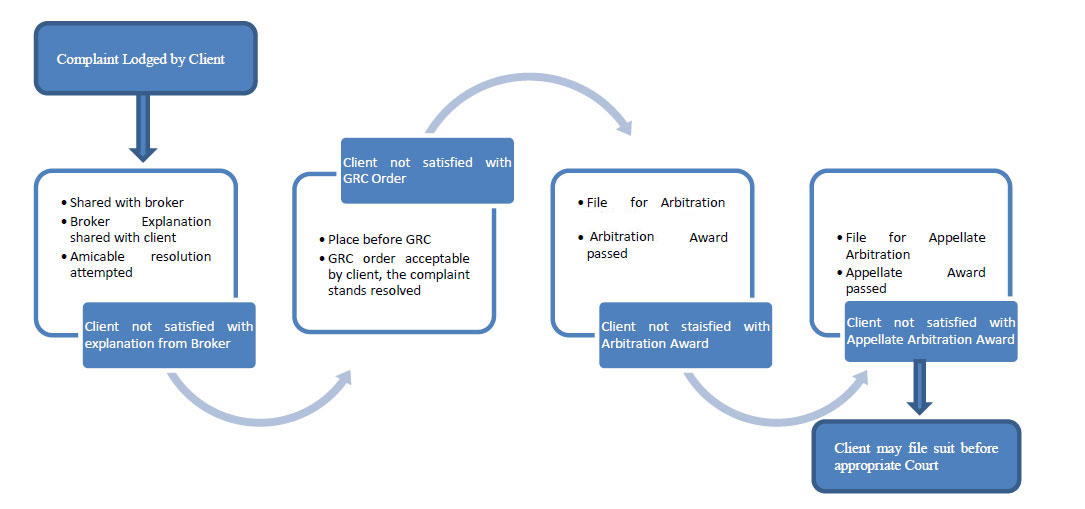 Complaint Lodged by Client
• Shared with broker
• Broker Explanation
shared with client
• Amicable resolution
attempted
Client not satisfied with
explanation from Broker
Client not satisfied with
GRC Order
• Place before GRC
• GRC order acceptable
by client, the complaint
stands resolved
• File for Arbitration
• Arbitration Award
passed
Client not staisfied with
Arbitration Award
• File for Appellate
Arbitration
• Appellate Award
passed
Client not satisfied with
Appellate Arbitration Award
Client may file suit before
appropriate Court